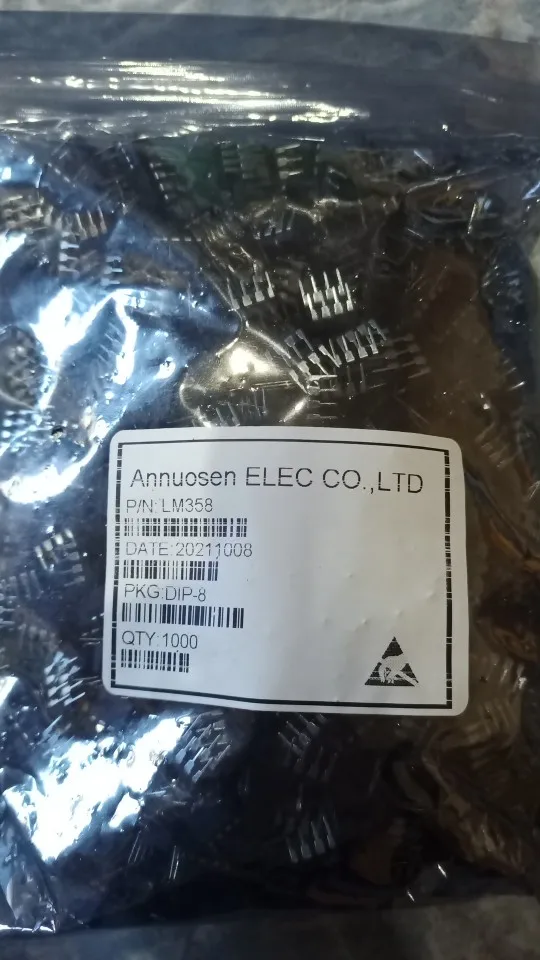 Annuosen ELEC CO.,LTD
P/N:LM358
DATE:20211008
PKG:DIP-8
QTY:1000